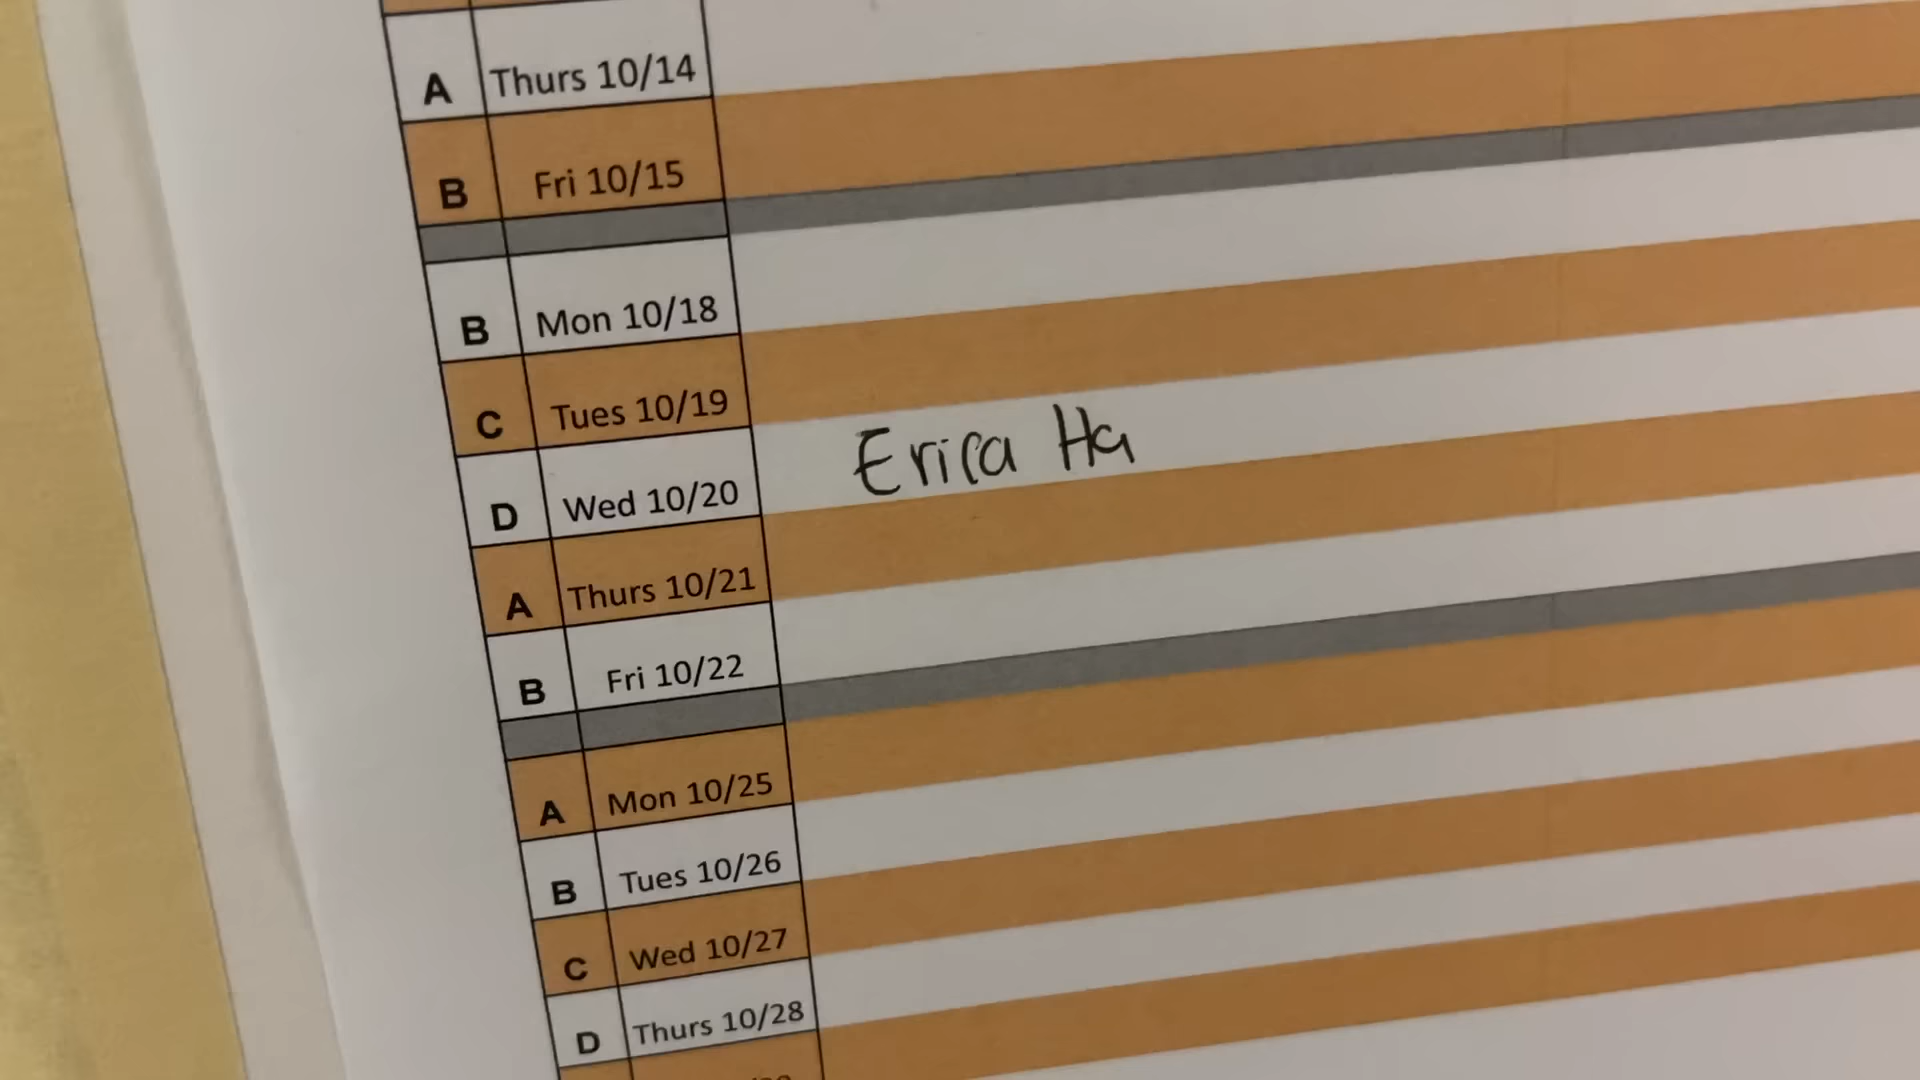 A Thurs 10/14
B Fri 10/15
B Mon 10/18
C Tues 10/19
D Wed 10/20 Erica Ha
A Thurs 10/21
B Fri 10/22
A Mon 10/25
B Tues 10/26
C Wed 10/27
D Thurs 10/28